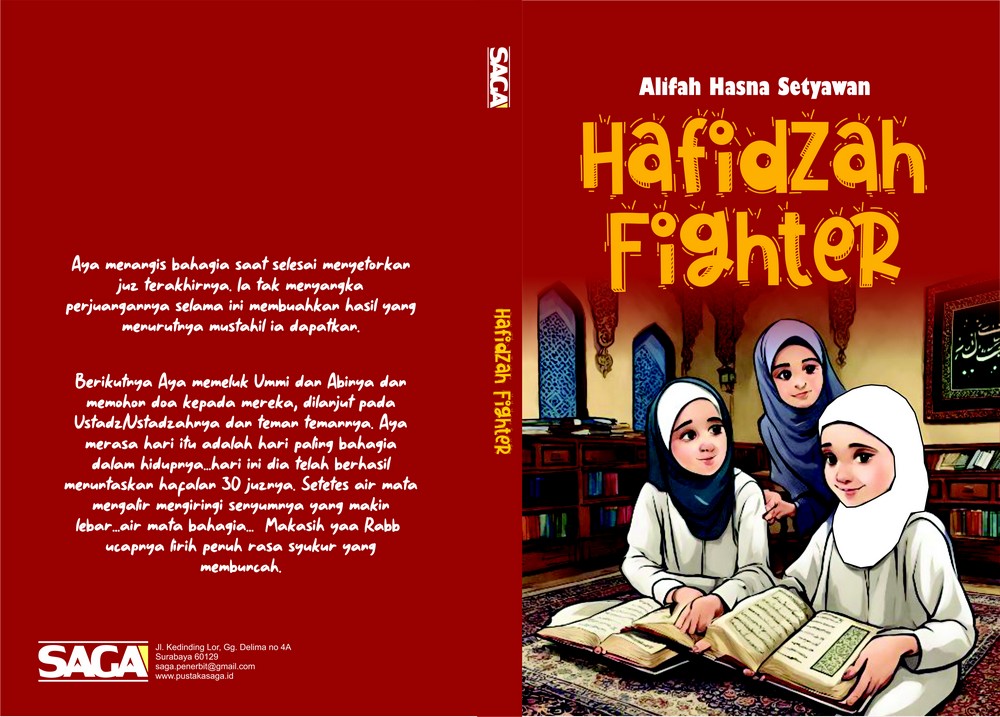 Aya menangis bahagia saat selesai menyetorkan
juz terakhirnya. Ia tak menyangka
perjuangannya selama ini membuahkan hasil yang
menurutnya mustahil ia dapatkan.
Berikutnya Aya memeluk Ummi dan Abinya dan
memohon doa kepada mereka, dilanjut pada
Ustadz/Nstadzahnya dan teman temannya. Aya
merasa hari itu adalah hari paling bahagia
dalam hidupnya...hari ini dia telah berhasil
menuntaskan hafalan 30 juznya. Setetes air mata
mengalir mengiringi senyumnya yang makin
lebar...air mata bahagia... Makasih yaa Rabb
ucapnya lirih penuh rasa syukur yang
membuncah.
SAGA
Jl. Kedinding Lor, Gg. Delima no 4A
Surabaya 60129
saga.penerbit@gmail.com
www.pustakasaga.id
SAGA
Hafidzah Fighter
Alifah Hasna Setyawan
Hafidzah
Fighter